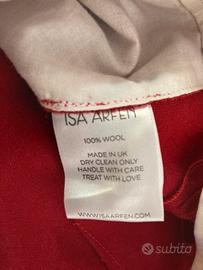 ISA ARFEN
100% WOOL
MADE IN UK
DRY CLEAN ONLY
HANDLE WITH CARE
TREAT WITH LOVE
WWW.ISAARFEN.COM
subito